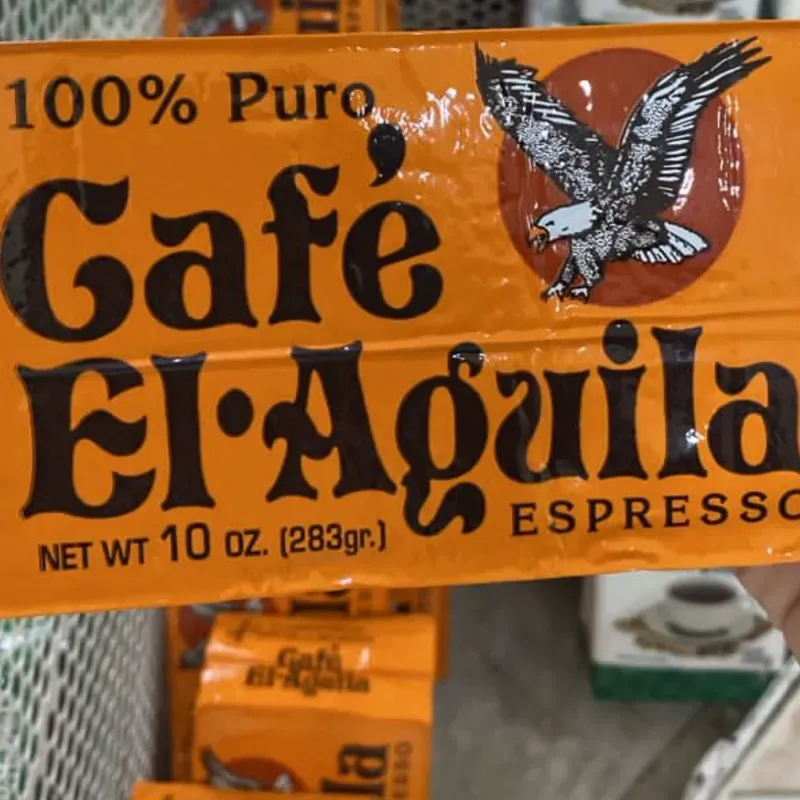 100% Puro
Café
El·Aguila
ESPRESSO
NET WT 10 OZ. (283gr.)
Café
El·Aguila